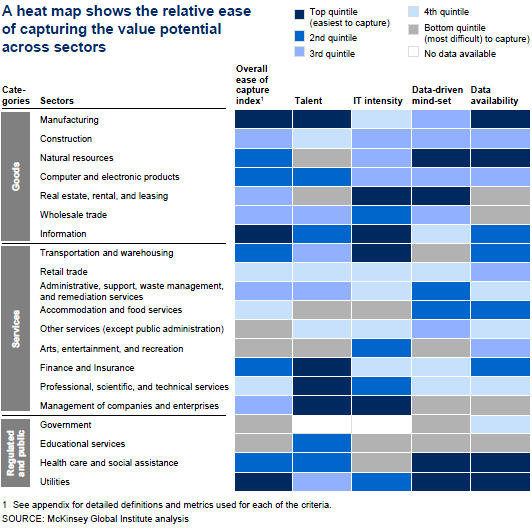 A heat map shows the relative ease
of capturing the value potential
across sectors
Top quintile
(easiest to capture)
2nd quintile
3rd quintile
4th quintile
Bottom quintile
(most difficult) to capture)
No data available
Cate-
gories
Sectors
Overall
ease of
capture
index1
Talent
IT intensity
Data-driven
mind-set
Data
availability
Goods
Manufacturing
Construction
Natural resources
Computer and electronic products
Real estate, rental, and leasing
Wholesale trade
Information
Services
Transportation and warehousing
Retail trade
Administrative, support, waste management,
and remediation services
Accommodation and food services
Other services (except public administration)
Arts, entertainment, and recreation
Finance and Insurance
Professional, scientific, and technical services
Management of companies and enterprises
Regulated
and public
Government
Educational services
Health care and social assistance
Utilities
1 See appendix for detailed definitions and metrics used for each of the criteria.
SOURCE: McKinsey Global Institute analysis